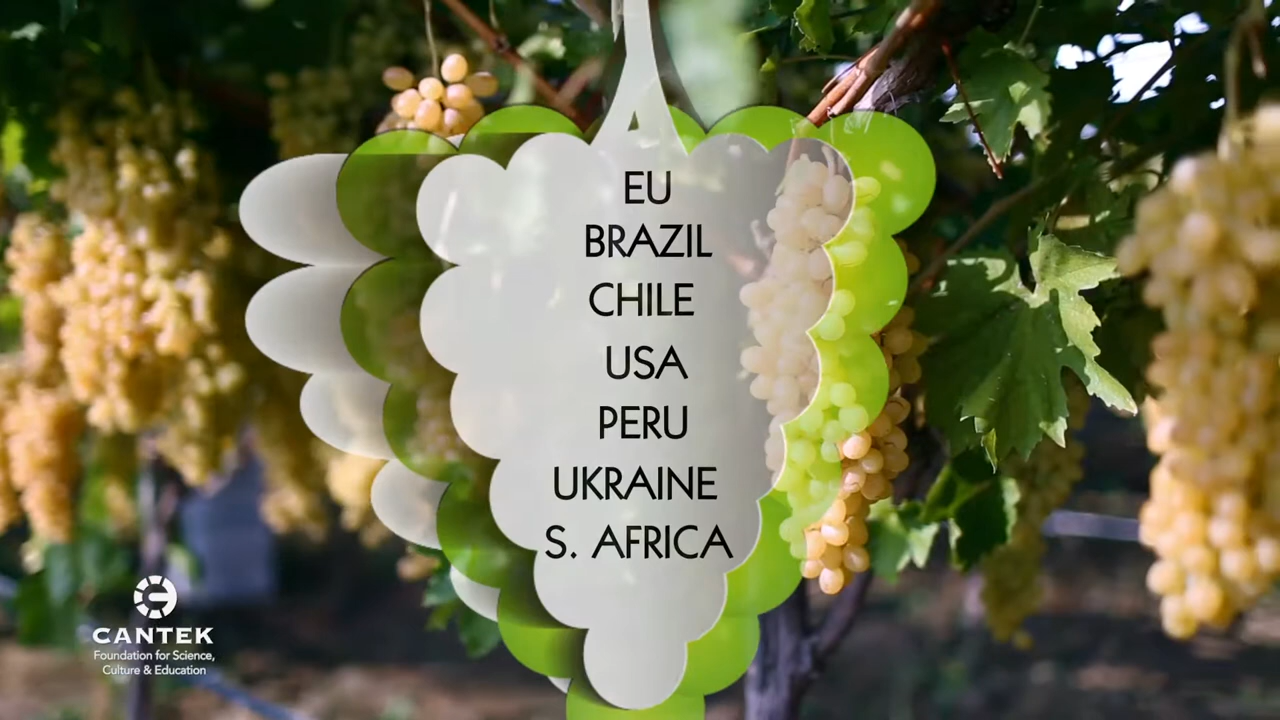 EU
BRAZIL
CHILE
USA
PERU
UKRAINE
S. AFRICA
CANTEK
Foundation for Science,
Culture & Education